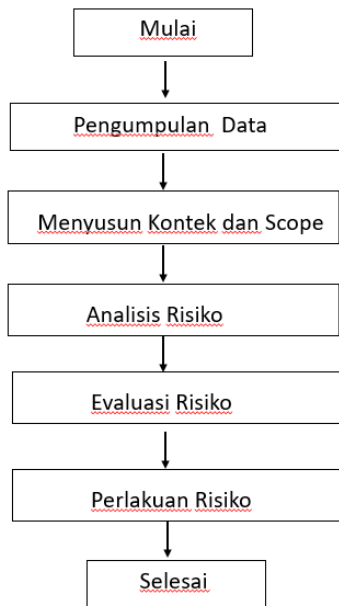 Mulai
Pengumpulan Data
Menyusun Kontek dan Scope
Analisis Risiko
Evaluasi Risiko
Perlakuan Risiko
Selesai